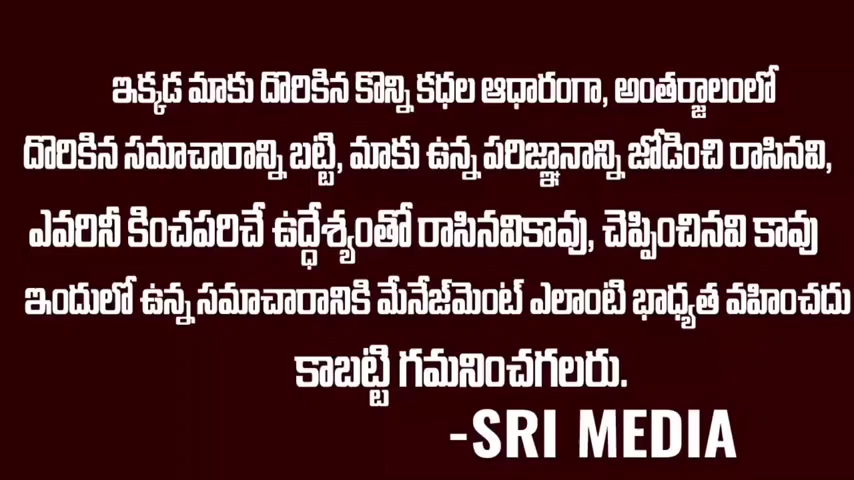 ఇక్కడ మాకు దొరికిన కొన్ని కధల ఆధారంగా, అంతర్జాలంలో
దొరికిన సమాచారాన్ని బట్టి, మాకు ఉన్న పరిజ్ఞానాన్ని జోడించి రాసినవి,
ఎవరినీ కించపరిచే ఉద్ధేశ్యంతో రాసినవికావు, చెప్పించినవి కావు
ఇందులో ఉన్న సమాచారానికి మేనేజ్‌మెంట్ ఎలాంటి భాధ్యత వహించదు
కాబట్టి గమనించగలరు.
-SRI MEDIA